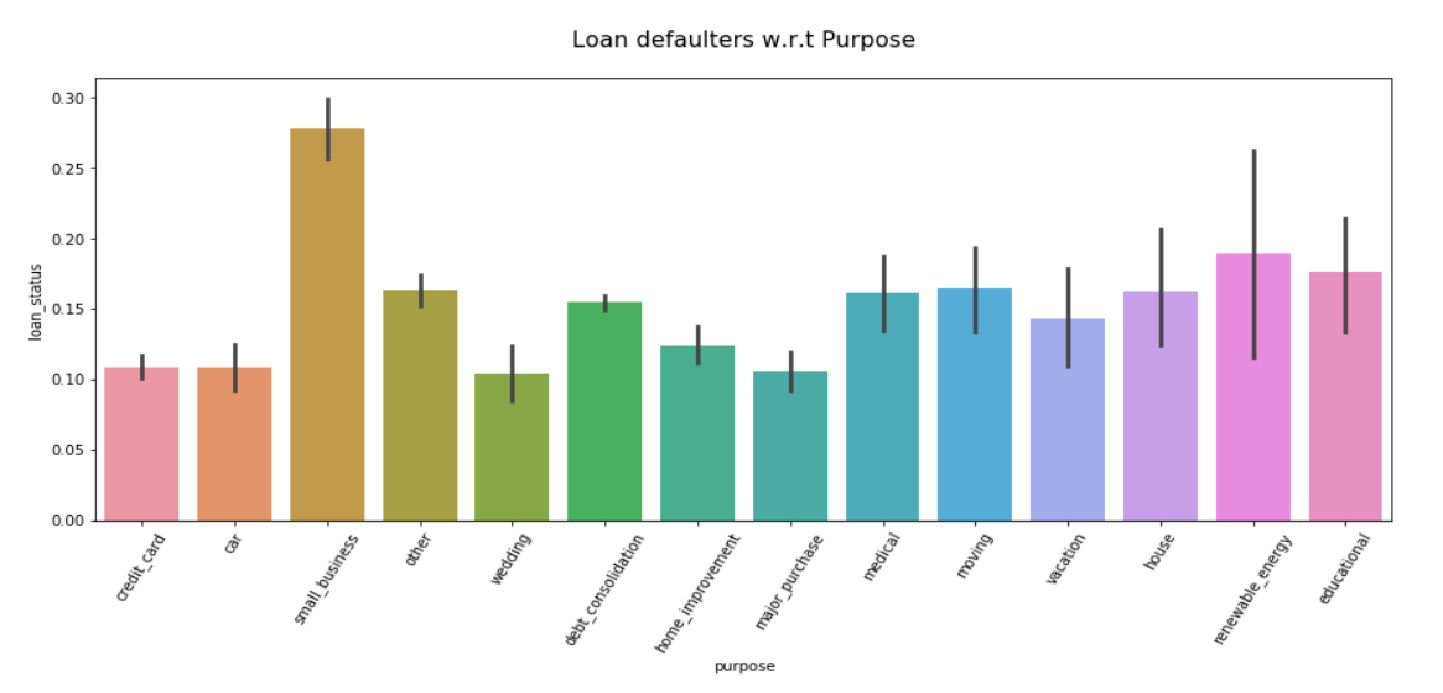 Loan defaulters w.r.t Purpose
0.30
0.25
0.20
0.15
0.10
0.05
0.00
loan_status
credit_card
car
small_business
other
wedding
debt_consolidation
home_improvement
major_purchase
medical
moving
vacation
house
renewable_energy
educational
purpose